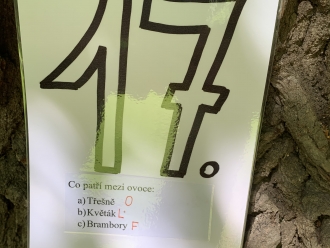 17.
Co patří mezi ovoce:
a) Třešně O
b) Květák L
c) Brambory F